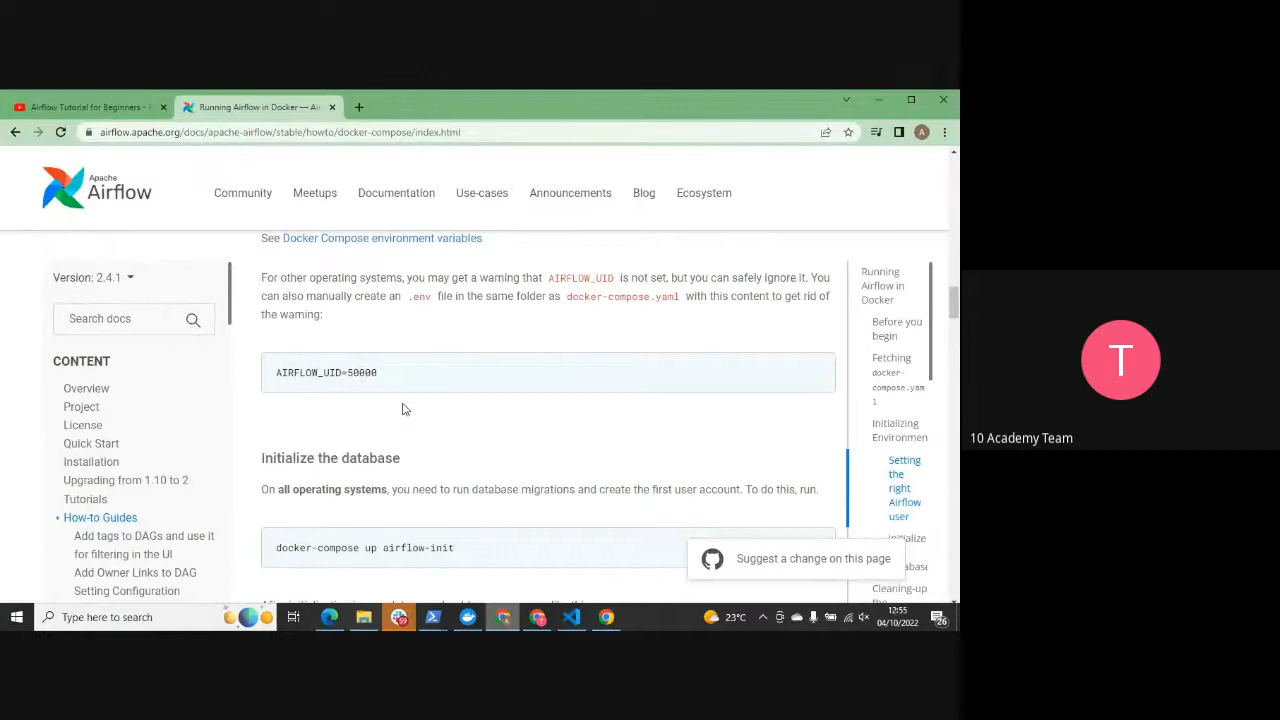 Airflow Tutorial for Beginners -
Running Airflow in Docker — Air
airflow.apache.org/docs/apache-airflow/stable/howto/docker-compose/index.html
A
Apache
Airflow
Community
Meetups
Documentation
Use-cases
Announcements
Blog
Ecosystem
Version: 2.4.1
Search docs
CONTENT
Overview
Project
License
Quick Start
Installation
Upgrading from 1.10 to 2
Tutorials
How-to Guides
Add tags to DAGs and use it
for filtering in the UI
Add Owner Links to DAG
Setting Configuration
See Docker Compose environment variables
For other operating systems, you may get a warning that AIRFLOW_UID is not set, but you can safely ignore it. You
can also manually create an .env file in the same folder as docker-compose.yaml with this content to get rid of
the warning:
AIRFLOW_UID=50000
Initialize the database
On all operating systems, you need to run database migrations and create the first user account. To do this, run.
docker-compose up airflow-init
Suggest a change on this page
Running
Airflow in
Docker
Before you
begin
Fetching
docker-
compose.yam
l
Initializing
Environmen
Setting
the
right
Airflow
user
Cleaning-up
Type here to search
23°C
12:55
04/10/2022
26
T
10 Academy Team